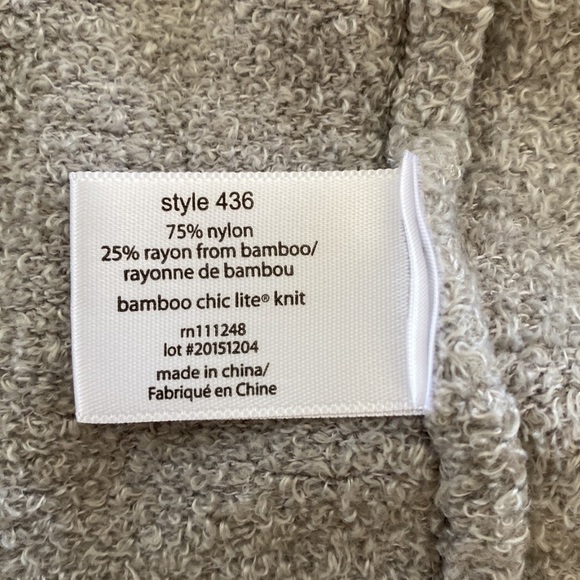 style 436
75% nylon
25% rayon from bamboo/
rayonne de bambou
bamboo chic lite® knit
rn111248
lot #20151204
made in china/
Fabriqué en Chine